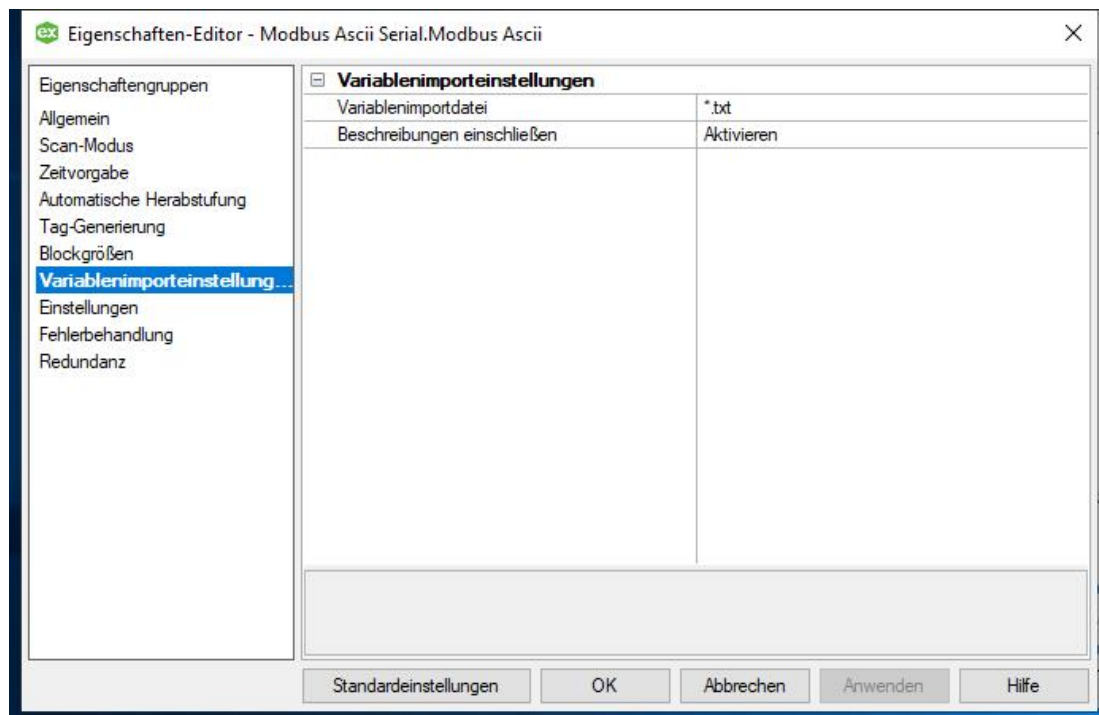 ex Eigenschaften-Editor - Modbus Ascii Serial.Modbus Ascii
Eigenschaftengruppen
Allgemein
Scan-Modus
Zeitvorgabe
Automatische Herabstufung
Tag-Generierung
Blockgrößen
Variablenimporteinstellung...
Einstellungen
Fehlerbehandlung
Redundanz
Variablenimporteinstellungen
Variablenimportdatei *.txt
Beschreibungen einschließen Aktivieren
Standardeinstellungen OK Abbrechen Anwenden Hilfe